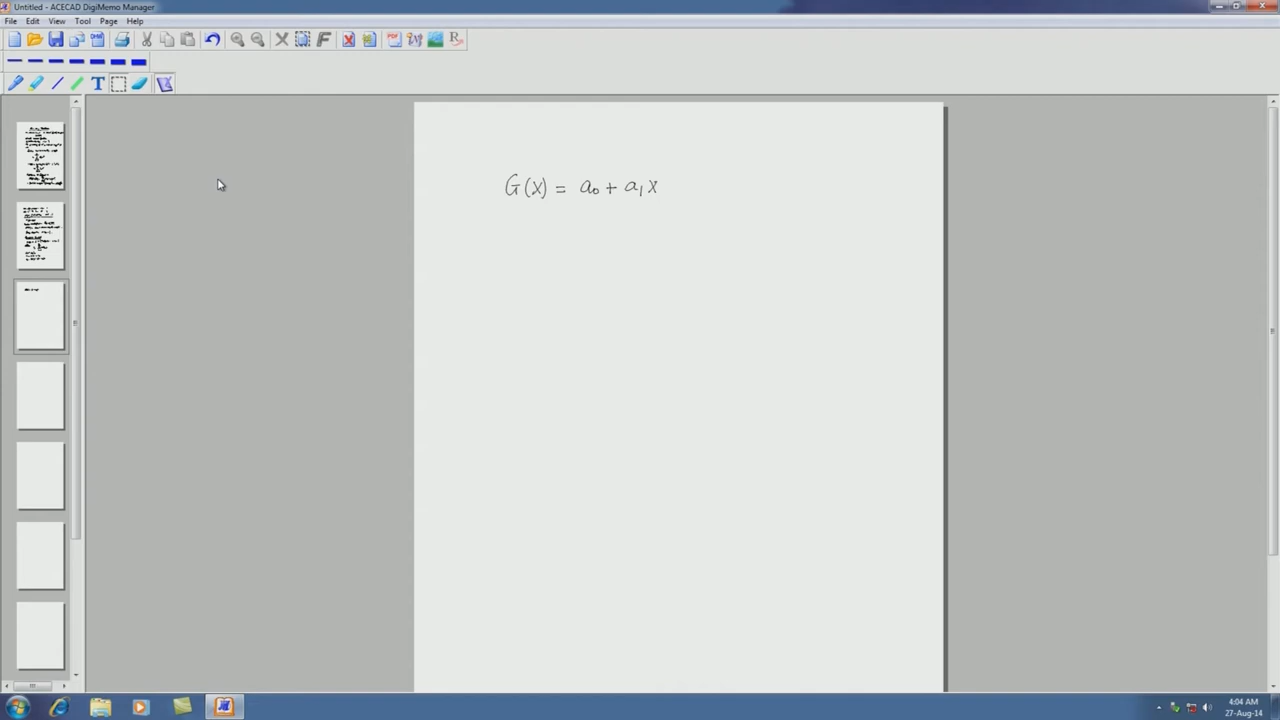 Untitled - ACECAD DigiMemo Manager
File Edit View Tool Page Help
G(x) = a₀ + a₁x
4:04 AM
27-Aug-14